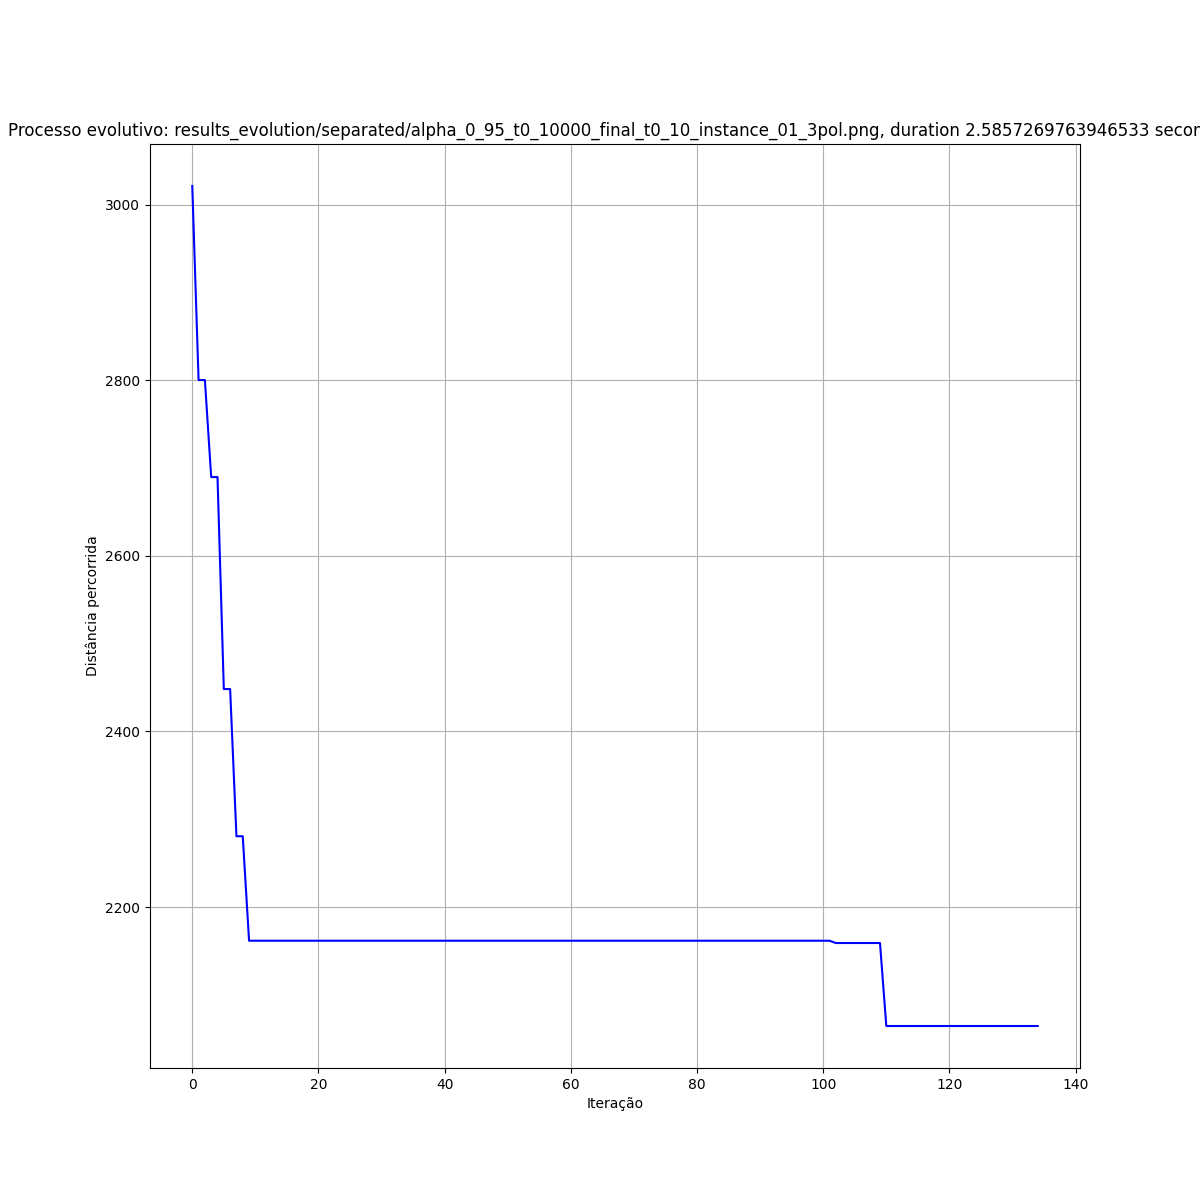 Processo evolutivo: results_evolution/separated/alpha_0_95_t0_10000_final_t0_10_instance_01_3pol.png, duration 2.5857269763946533 secon
3000
2800
2600
2400
2200
Distância percorrida
0 20 40 60 80 100 120 140
Iteração